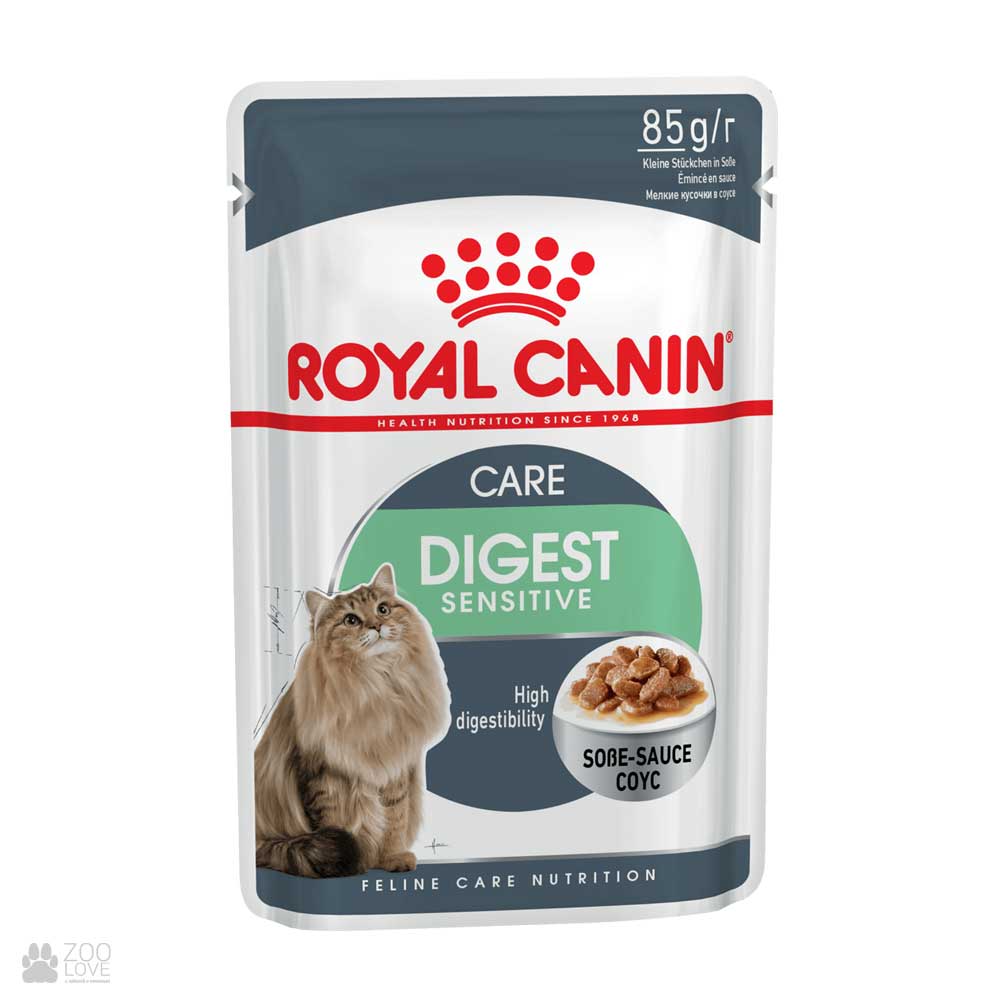 85g/г
Kleine Stückchen in Soße
Émincé en sauce
Мелкие кусочки в соусе
ROYAL CANIN®
HEALTH NUTRITION SINCE 1968
CARE
DIGEST
SENSITIVE
High
digestibility
SOßE-SAUCE
СОУС
FELINE CARE NUTRITION
ZOO
LOVE